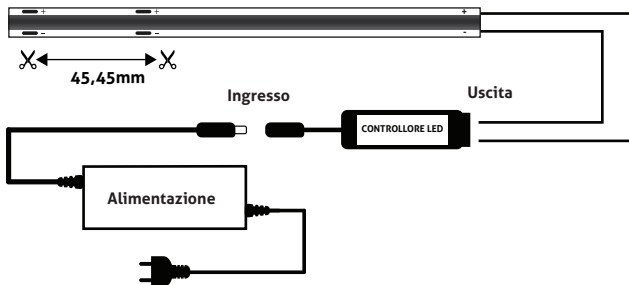 + + +
- - -
45,45mm
Ingresso
Uscita
CONTROLLORE LED
Alimentazione